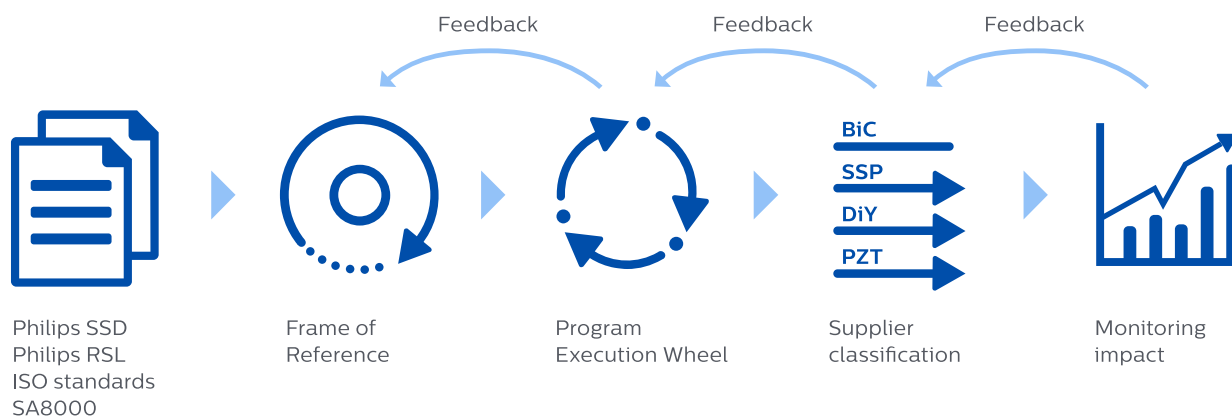 Feedback
Feedback
Feedback
BiC
SSP
DiY
PZT
Philips SSD
Philips RSL
ISO standards
SA8000
Frame of
Reference
Program
Execution Wheel
Supplier
classification
Monitoring
impact